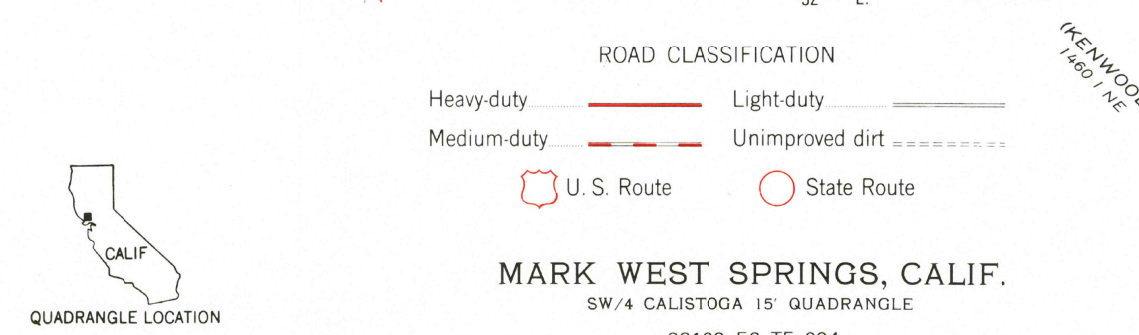 (KENWOOD
1460 I NE
ROAD CLASSIFICATION
Heavy-duty
Light-duty
Medium-duty
Unimproved dirt
U. S. Route
State Route
CALIF
QUADRANGLE LOCATION
MARK WEST SPRINGS, CALIF.
SW/4 CALISTOGA 15′ QUADRANGLE